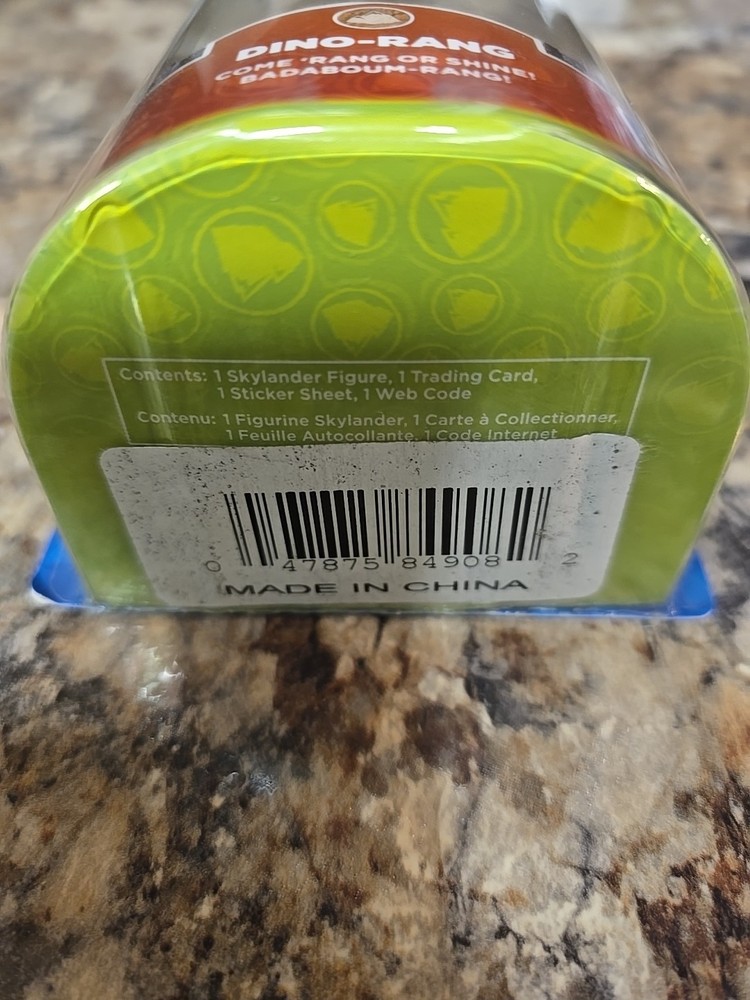 DINO-RANG
COME 'RANG OR SHINE!
BADABOUM-RANG!
Contents: 1 Skylander Figure, 1 Trading Card,
1 Sticker Sheet, 1 Web Code
Contenu: 1 Figurine Skylander, 1 Carte à Collectionner,
1 Feuille Autocollante, 1 Code Internet
0 47875 84908 2
MADE IN CHINA